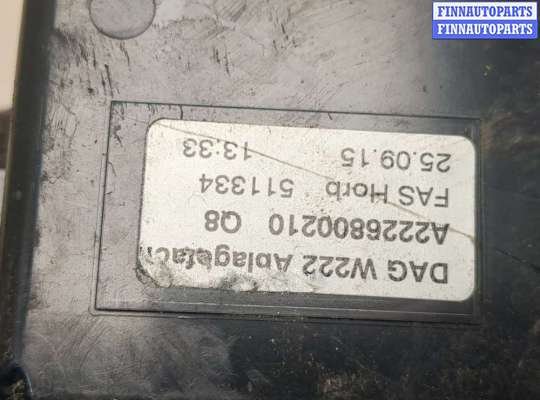 FINNAUTOPARTS
FINNAUTOPARTS
DAG W222 Ablagefach
A2226800210 Q8
FAS Horb 511334
25.09.15 13:33